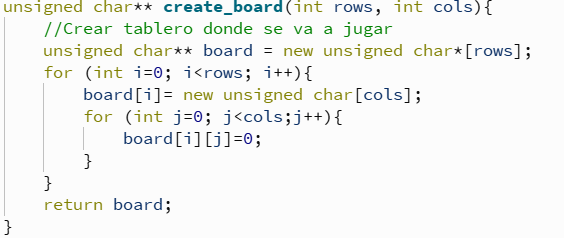 unsigned char** create_board(int rows, int cols){
//Crear tablero donde se va a jugar
unsigned char** board = new unsigned char*[rows];
for (int i=0; i<rows; i++){
board[i]= new unsigned char[cols];
for (int j=0; j<cols;j++){
board[i][j]=0;
}
}
return board;
}